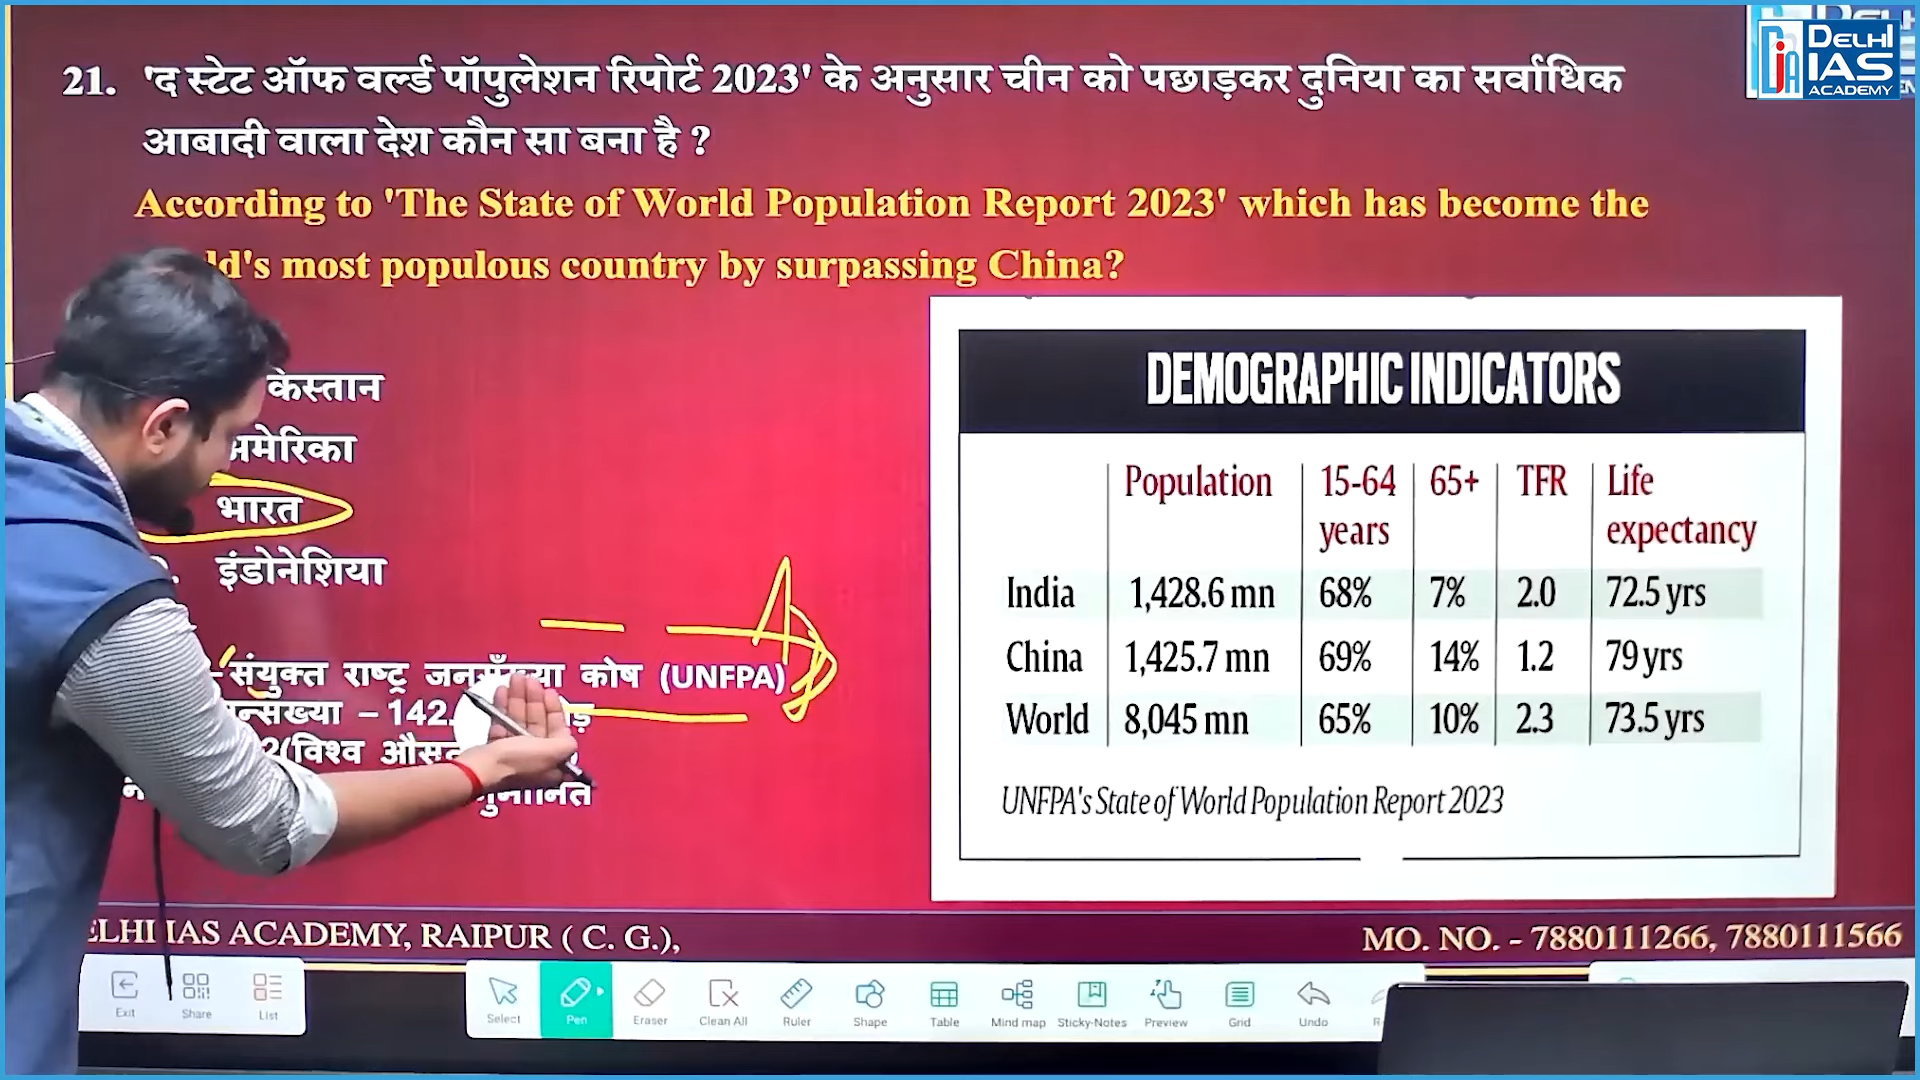 DELHI
IAS
ACADEMY
21. 'द स्टेट ऑफ वर्ल्ड पॉपुलेशन रिपोर्ट 2023' के अनुसार चीन को पछाड़कर दुनिया का सर्वाधिक
आबादी वाला देश कौन सा बना है ?
According to 'The State of World Population Report 2023' which has become the
ld's most populous country by surpassing China?
किस्तान
अमेरिका
भारत
इंडोनेशिया
संयुक्त राष्ट्र कोष (UNFPA)
142.
2(विश्व
DEMOGRAPHIC INDICATORS
Population 15-64 years 65+ TFR Life expectancy
India 1,428.6 mn 68% 7% 2.0 72.5 yrs
China 1,425.7 mn 69% 14% 1.2 79 yrs
World 8,045 mn 65% 10% 2.3 73.5 yrs
UNFPA's State of World Population Report 2023
ELHI IAS ACADEMY, RAIPUR ( C. G.),
MO. NO. - 7880111266, 7880111566
Exit Share List Select Pen Eraser Clean All Ruler Shape Table Mind map Sticky-Notes Preview Grid Undo